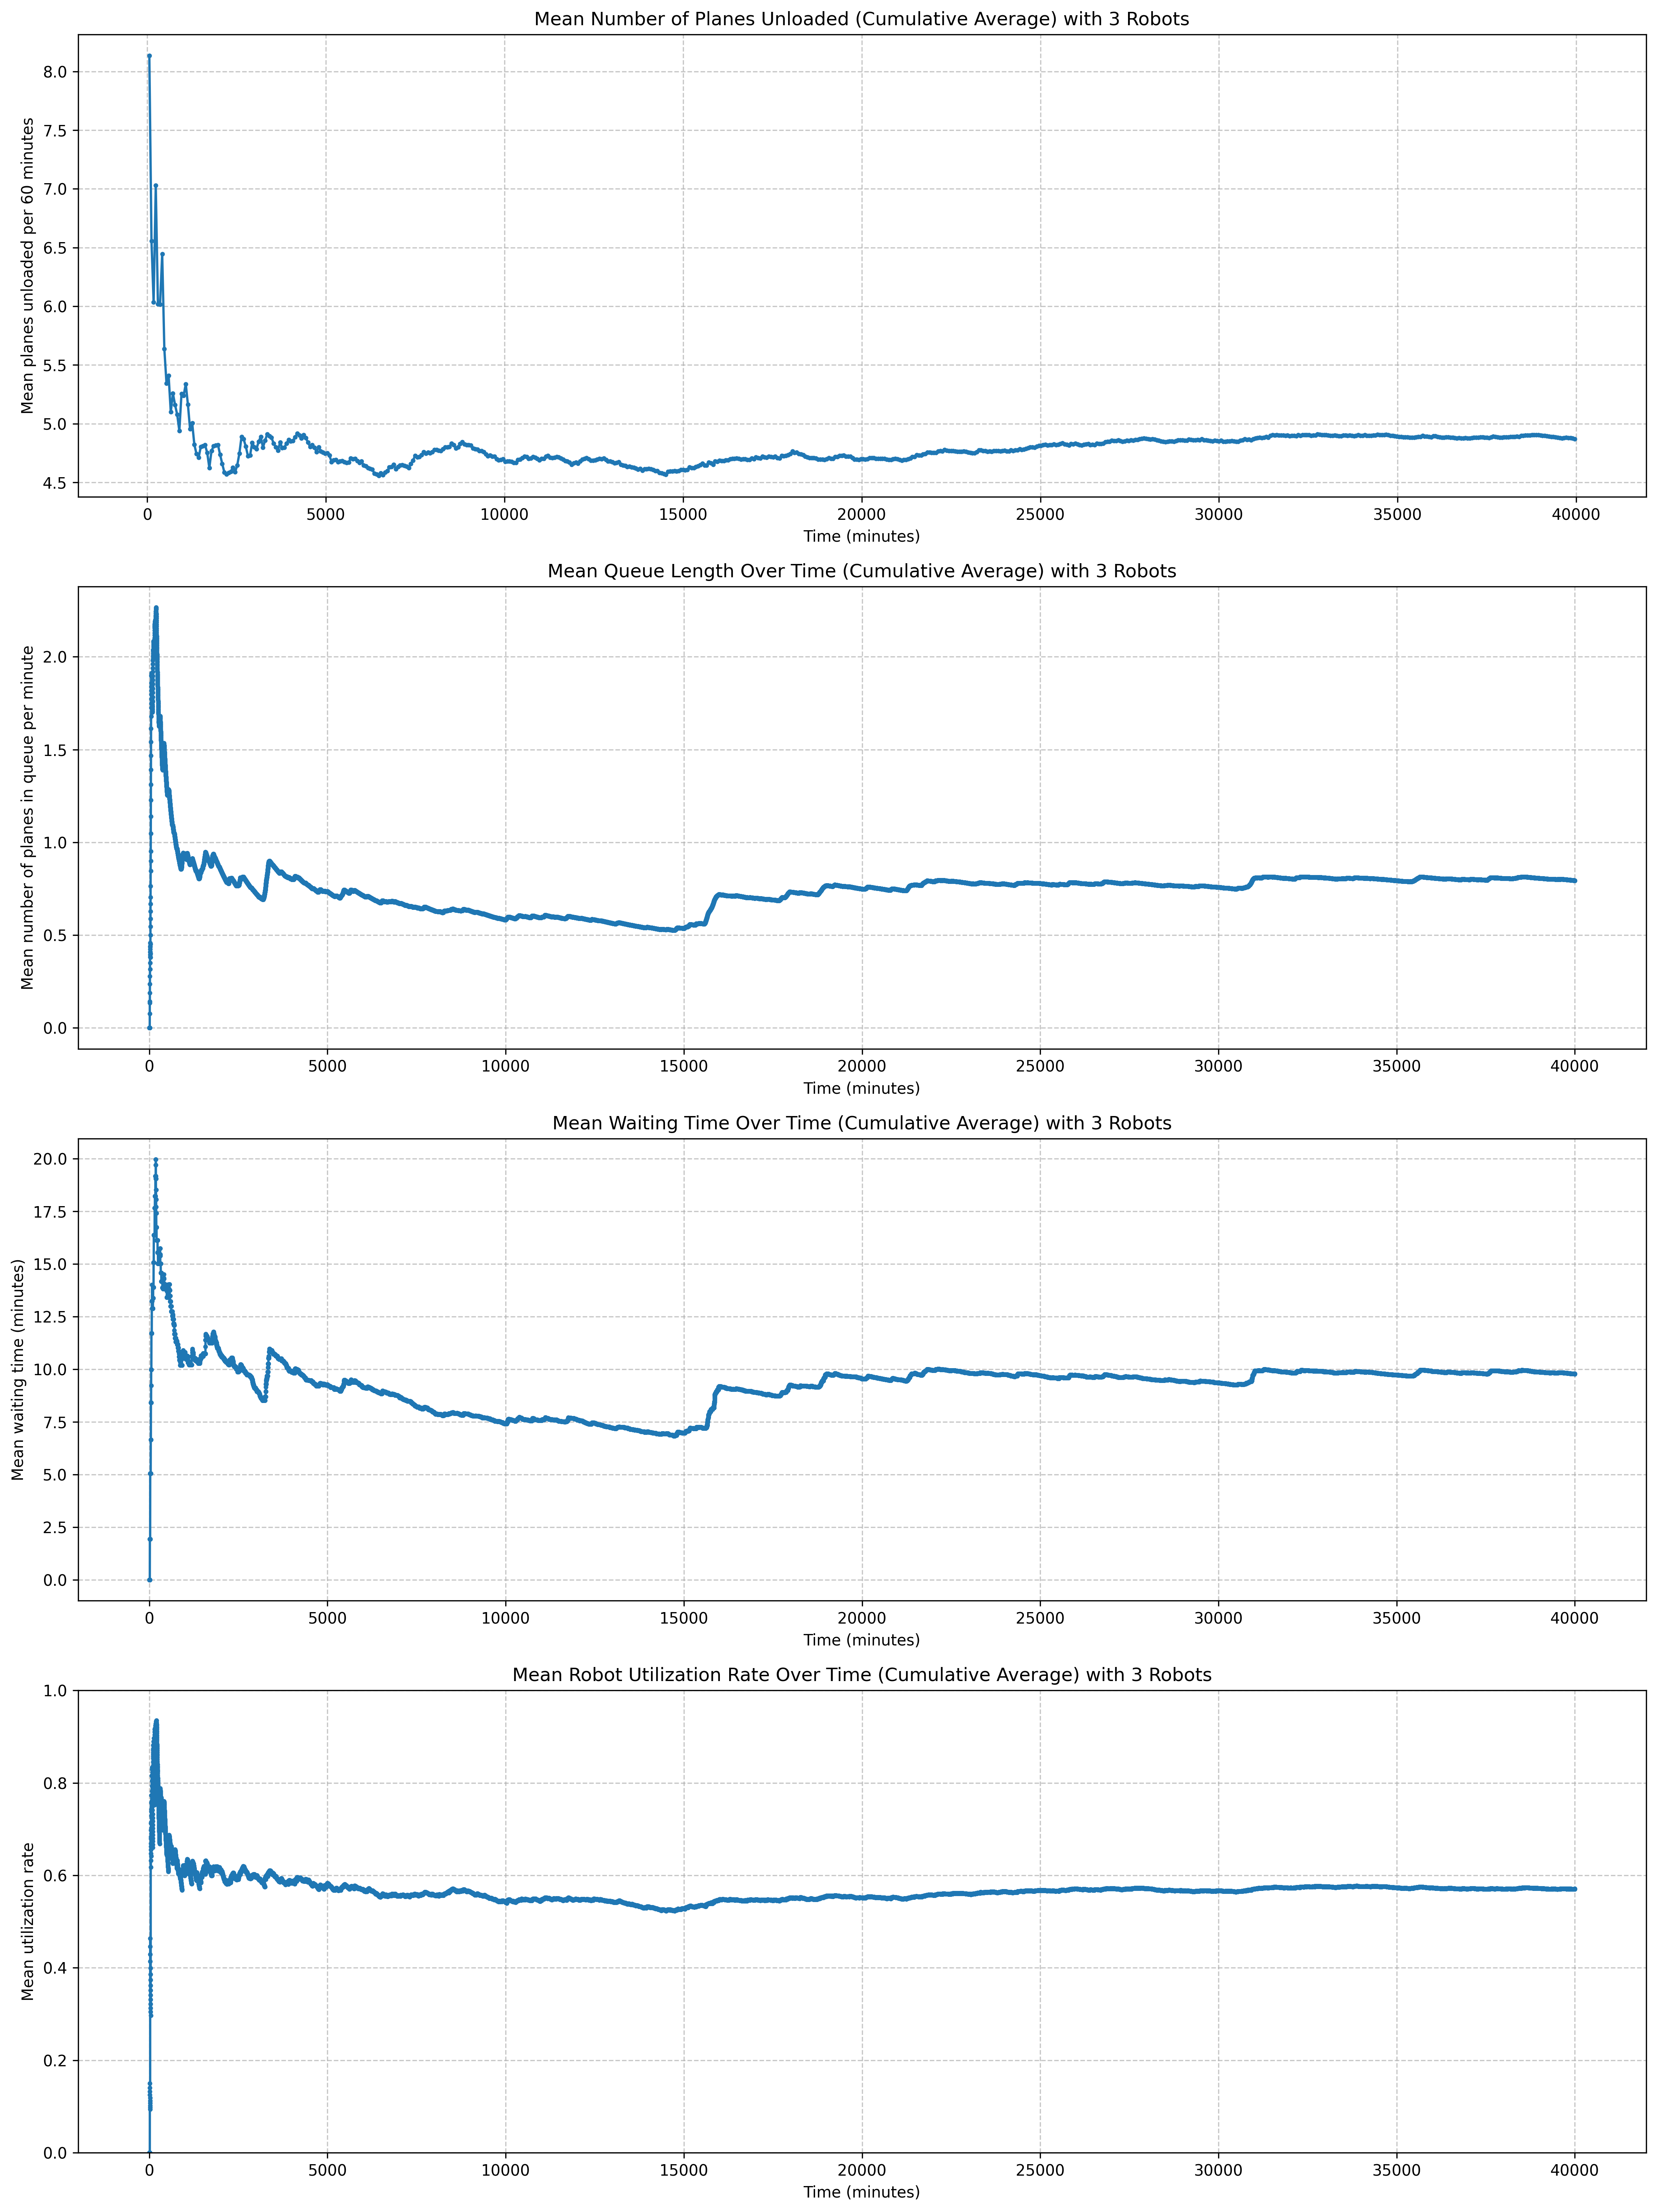 Mean Number of Planes Unloaded (Cumulative Average) with 3 Robots
Mean planes unloaded per 60 minutes
8.0
7.5
7.0
6.5
6.0
5.5
5.0
4.5
0 5000 10000 15000 20000 25000 30000 35000 40000
Time (minutes)
Mean Queue Length Over Time (Cumulative Average) with 3 Robots
Mean number of planes in queue per minute
2.0
1.5
1.0
0.5
0.0
0 5000 10000 15000 20000 25000 30000 35000 40000
Time (minutes)
Mean Waiting Time Over Time (Cumulative Average) with 3 Robots
Mean waiting time (minutes)
20.0
17.5
15.0
12.5
10.0
7.5
5.0
2.5
0.0
0 5000 10000 15000 20000 25000 30000 35000 40000
Time (minutes)
Mean Robot Utilization Rate Over Time (Cumulative Average) with 3 Robots
Mean utilization rate
1.0
0.8
0.6
0.4
0.2
0.0
0 5000 10000 15000 20000 25000 30000 35000 40000
Time (minutes)